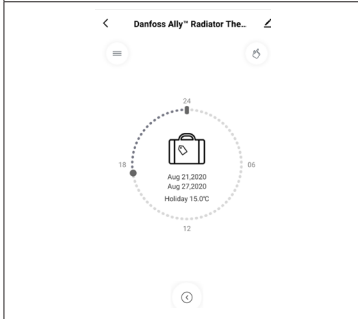 Danfoss Ally™ Radiator The..
24
18
06
Aug 21,2020
Aug 27,2020
Holiday 15.0℃
12